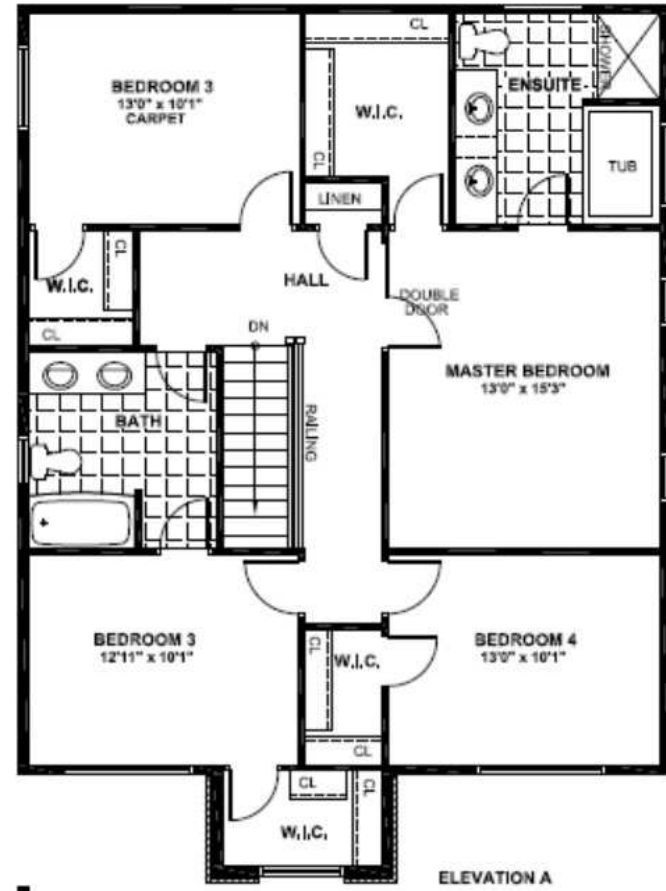 CL
BEDROOM 3
13'0" x 10'1"
CARPET
W.I.C.
CL
LINEN
ENSUITE
SHOWER
TUB
CL
W.I.C.
CL
HALL
DN
DOUBLE
DOOR
MASTER BEDROOM
13'0" x 15'3"
BATH
RAILING
BEDROOM 3
12'11" x 10'1"
CL
W.I.C.
CL
BEDROOM 4
13'0" x 10'1"
CL
CL
W.I.C.
ELEVATION A